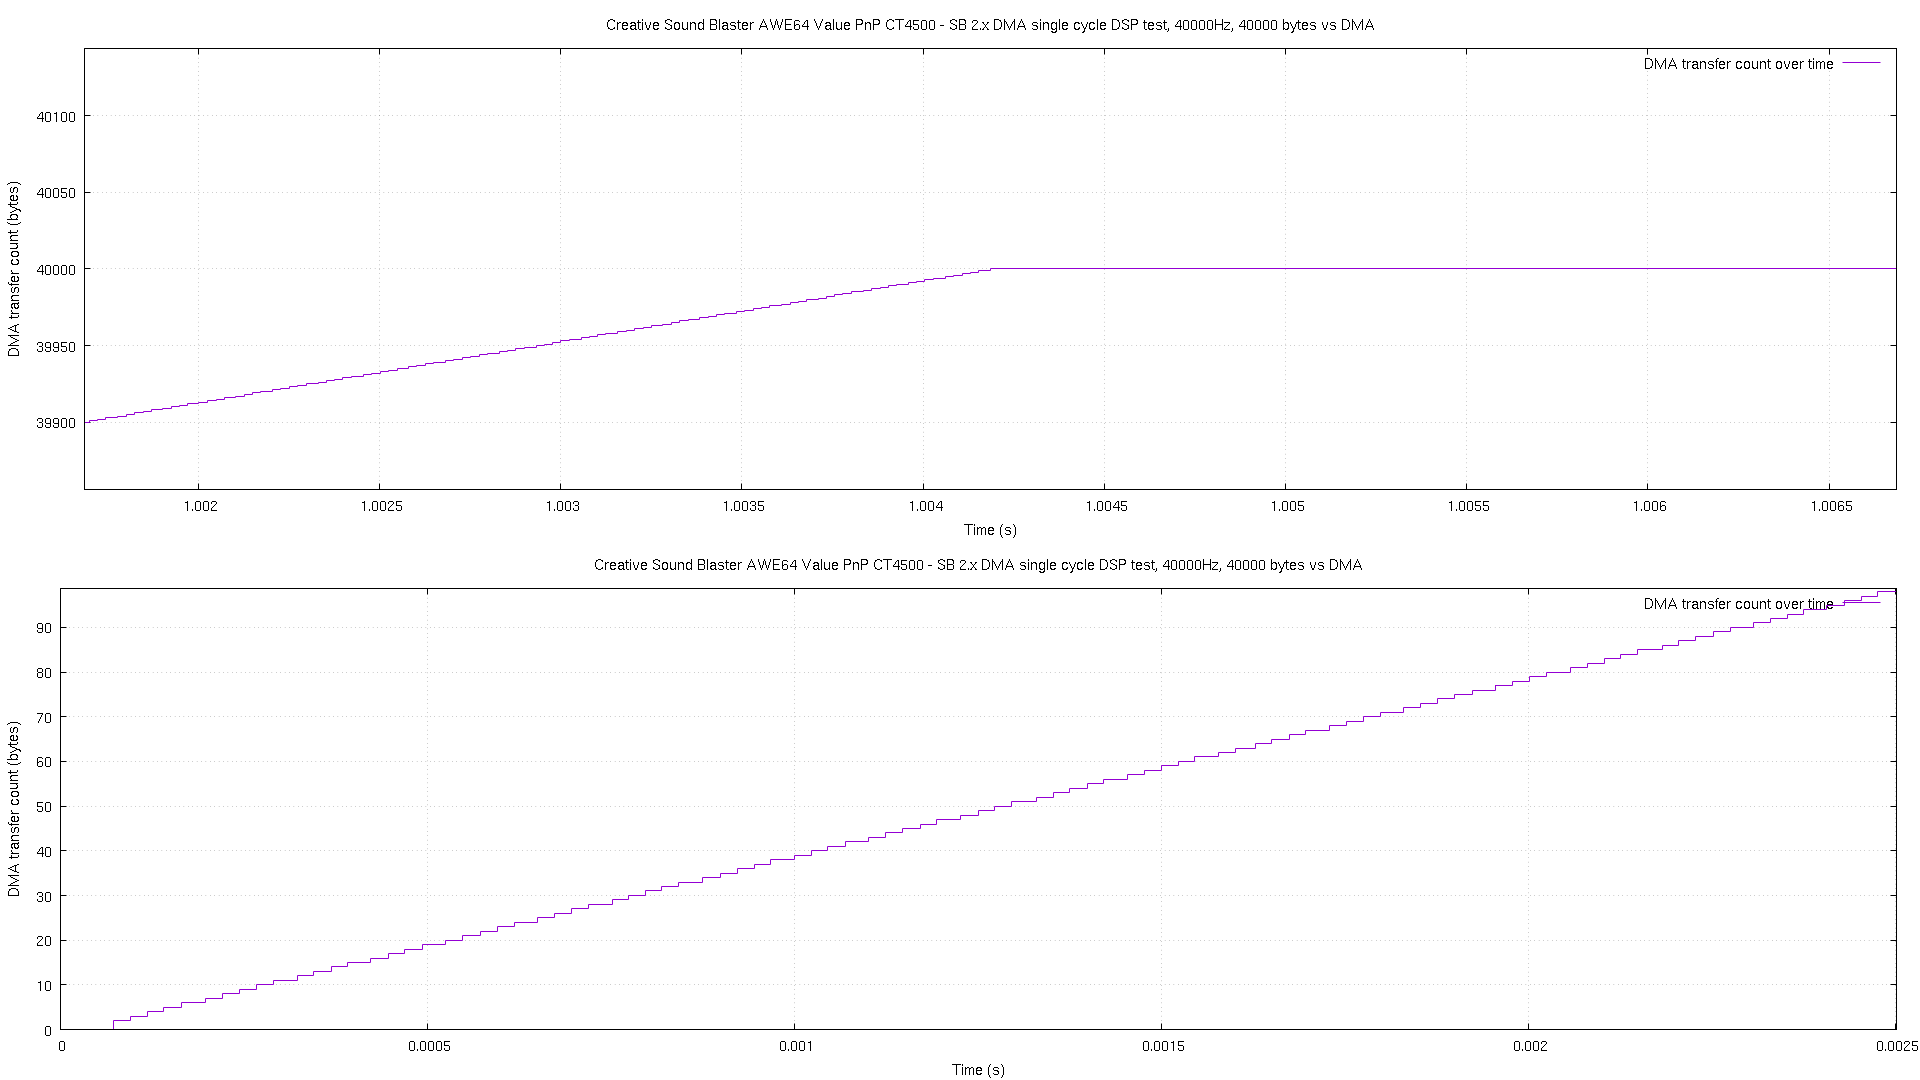 Creative Sound Blaster AWE64 Value PnP CT4500 - SB 2.x DMA single cycle DSP test, 40000Hz, 40000 bytes vs DMA
DMA transfer count over time
40100
40050
40000
39950
39900
DMA transfer count (bytes)
1.002 1.0025 1.003 1.0035 1.004 1.0045 1.005 1.0055 1.006 1.0065
Time (s)
Creative Sound Blaster AWE64 Value PnP CT4500 - SB 2.x DMA single cycle DSP test, 40000Hz, 40000 bytes vs DMA
DMA transfer count over time
90
80
70
60
50
40
30
20
10
0
DMA transfer count (bytes)
0 0.0005 0.001 0.0015 0.002 0.0025
Time (s)